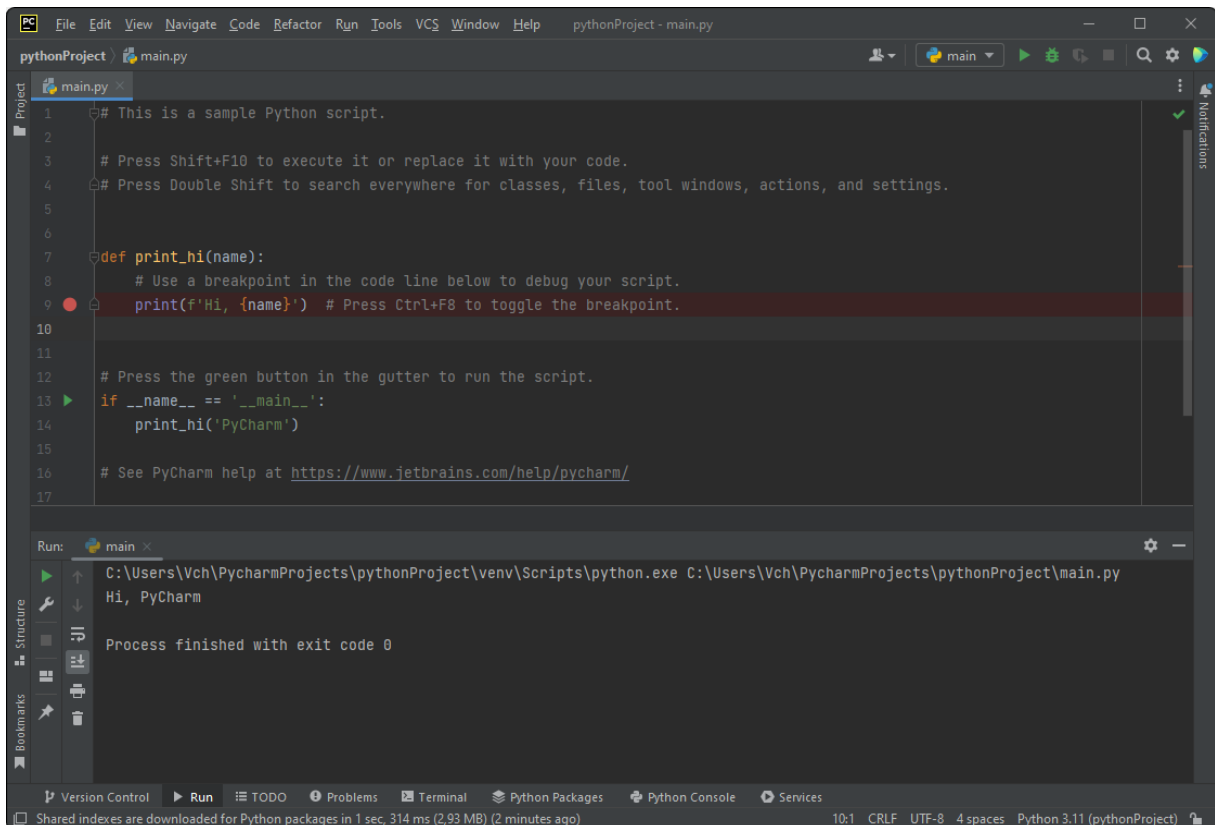 PC File Edit View Navigate Code Refactor Run Tools VCS Window Help pythonProject - main.py
pythonProject main.py main
Project
main.py
1 # This is a sample Python script.
2
3 # Press Shift+F10 to execute it or replace it with your code.
4 # Press Double Shift to search everywhere for classes, files, tool windows, actions, and settings.
5
6
7 def print_hi(name):
8     # Use a breakpoint in the code line below to debug your script.
9     print(f'Hi, {name}')  # Press Ctrl+F8 to toggle the breakpoint.
10
11
12 # Press the green button in the gutter to run the script.
13 if __name__ == '__main__':
14     print_hi('PyCharm')
15
16 # See PyCharm help at https://www.jetbrains.com/help/pycharm/
17
Notifications
Run: main
C:\Users\Vch\PycharmProjects\pythonProject\venv\Scripts\python.exe C:\Users\Vch\PycharmProjects\pythonProject\main.py
Hi, PyCharm
Process finished with exit code 0
Structure
Bookmarks
Version Control Run TODO Problems Terminal Python Packages Python Console Services
Shared indexes are downloaded for Python packages in 1 sec, 314 ms (2,93 MB) (2 minutes ago) 10:1 CRLF UTF-8 4 spaces Python 3.11 (pythonProject)